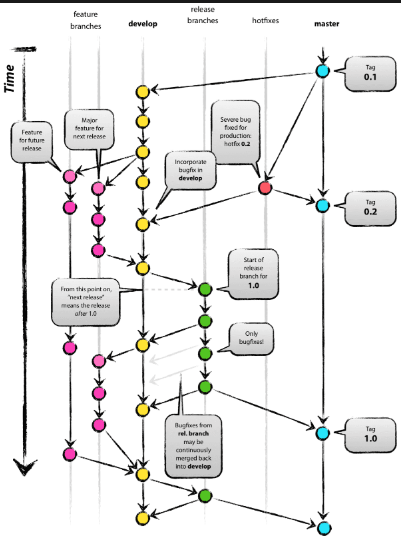 feature
branches
develop
release
branches
hotfixes
master
Time
Tag
0.1
Feature
for future
release
Major
feature for
next release
Severe bug
fixed for
production:
hotfix 0.2
Incorporate
bugfix in
develop
Tag
0.2
Start of
release
branch for
1.0
From this point on,
"next release"
means the release
after 1.0
Only
bugfixes!
Tag
1.0
Bugfixes from
rel. branch
may be
continuously
merged back
into develop